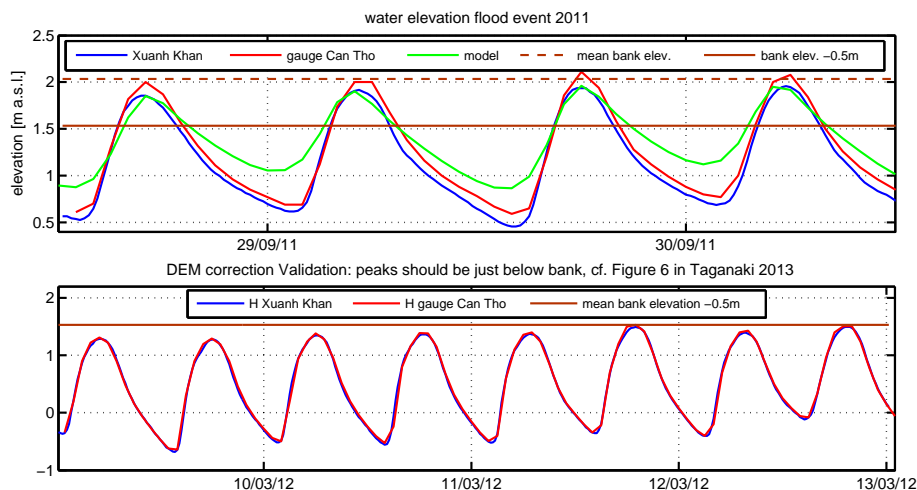 water elevation flood event 2011
2.5
Xuanh Khan gauge Can Tho model mean bank elev. bank elev. −0.5m
2
1.5
1
0.5
elevation [m a.s.l.]
29/09/11 30/09/11
DEM correction Validation: peaks should be just below bank, cf. Figure 6 in Taganaki 2013
2
H Xuanh Khan H gauge Can Tho mean bank elevation −0.5m
1
0
−1
10/03/12 11/03/12 12/03/12 13/03/12